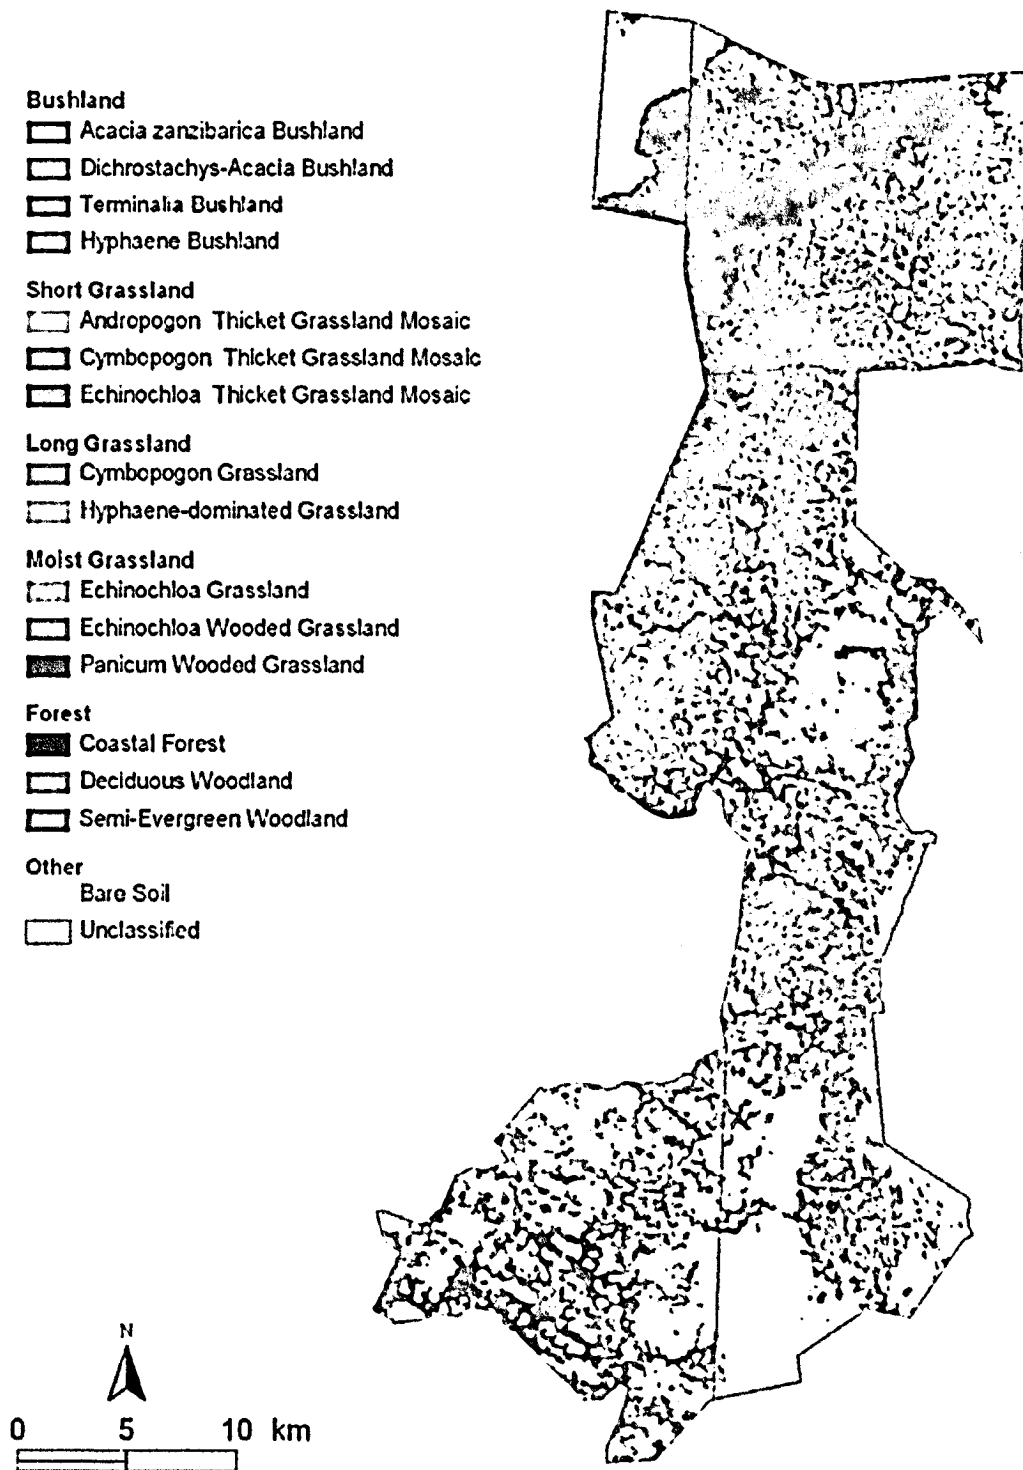 Bushland
Acacia zanzibarica Bushland
Dichrostachys-Acacia Bushland
Terminalia Bushland
Hyphaene Bushland
Short Grassland
Andropogon Thicket Grassland Mosaic
Cymbopogon Thicket Grassland Mosaic
Echinochloa Thicket Grassland Mosaic
Long Grassland
Cymbopogon Grassland
Hyphaene-dominated Grassland
Moist Grassland
Echinochloa Grassland
Echinochloa Wooded Grassland
Panicum Wooded Grassland
Forest
Coastal Forest
Deciduous Woodland
Semi-Evergreen Woodland
Other
Bare Soil
Unclassified
N
0 5 10 km